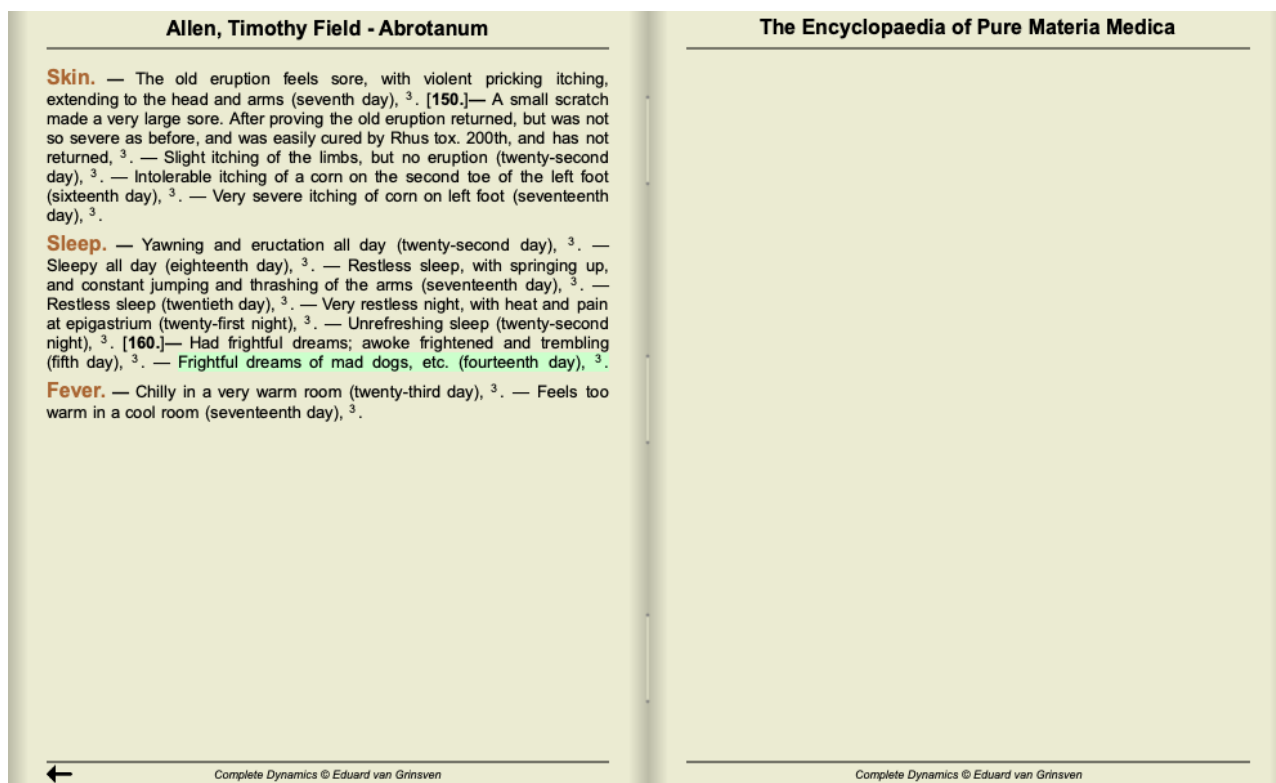 Allen, Timothy Field - Abrotanum
Skin. — The old eruption feels sore, with violent pricking itching,
extending to the head and arms (seventh day), ³. [150.]— A small scratch
made a very large sore. After proving the old eruption returned, but was not
so severe as before, and was easily cured by Rhus tox. 200th, and has not
returned, ³. — Slight itching of the limbs, but no eruption (twenty-second
day), ³. — Intolerable itching of a corn on the second toe of the left foot
(sixteenth day), ³. — Very severe itching of corn on left foot (seventeenth
day), ³.
Sleep. — Yawning and eructation all day (twenty-second day), ³. —
Sleepy all day (eighteenth day), ³. — Restless sleep, with springing up,
and constant jumping and thrashing of the arms (seventeenth day), ³. —
Restless sleep (twentieth day), ³. — Very restless night, with heat and pain
at epigastrium (twenty-first night), ³. — Unrefreshing sleep (twenty-second
night), ³. [160.]— Had frightful dreams; awoke frightened and trembling
(fifth day), ³. — Frightful dreams of mad dogs, etc. (fourteenth day), ³.
Fever. — Chilly in a very warm room (twenty-third day), ³. — Feels too
warm in a cool room (seventeenth day), ³.
Complete Dynamics © Eduard van Grinsven
The Encyclopaedia of Pure Materia Medica
Complete Dynamics © Eduard van Grinsven